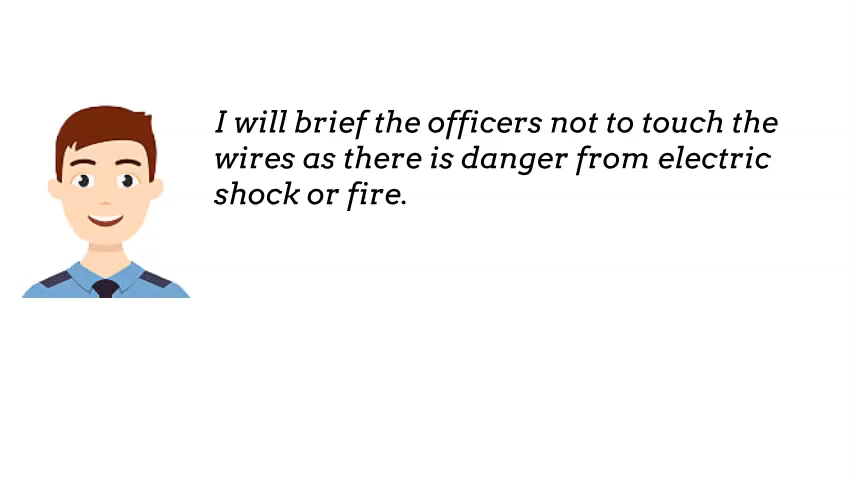 I will brief the officers not to touch the
wires as there is danger from electric
shock or fire.